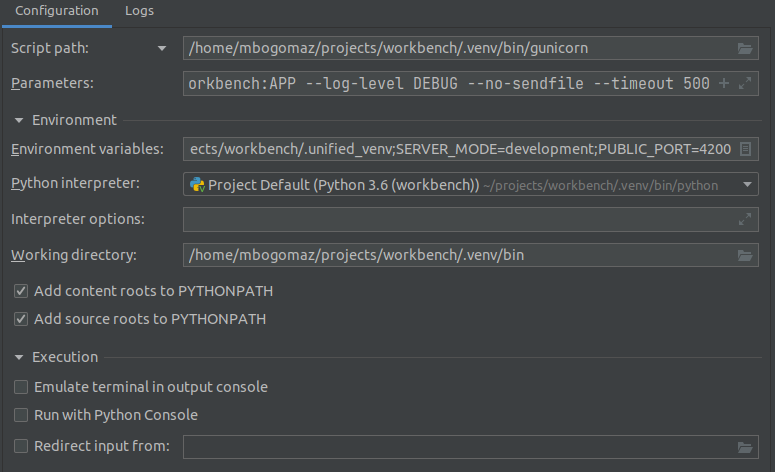 Configuration Logs
Script path: /home/mbogomaz/projects/workbench/.venv/bin/gunicorn
Parameters: orkbench:APP --log-level DEBUG --no-sendfile --timeout 500
Environment
Environment variables: ects/workbench/.unified_venv;SERVER_MODE=development;PUBLIC_PORT=4200
Python interpreter: Project Default (Python 3.6 (workbench)) ~/projects/workbench/.venv/bin/python
Interpreter options:
Working directory: /home/mbogomaz/projects/workbench/.venv/bin
Add content roots to PYTHONPATH
Add source roots to PYTHONPATH
Execution
Emulate terminal in output console
Run with Python Console
Redirect input from: